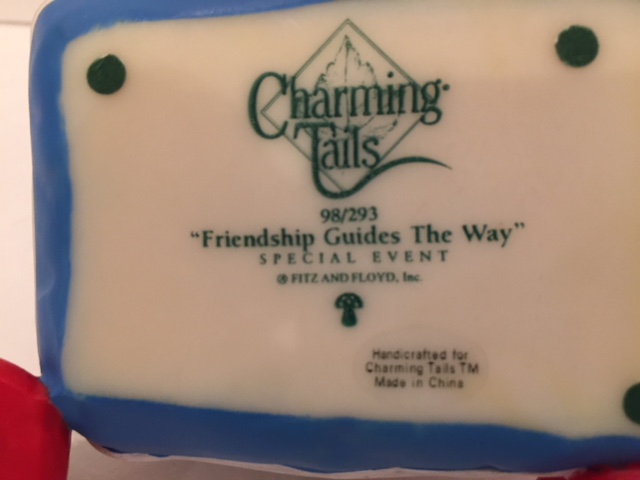 Charming
Tails
98/293
"Friendship Guides The Way"
SPECIAL EVENT
® FITZ AND FLOYD, Inc.
Handicrafted for
Charming Tails TM
Made in China